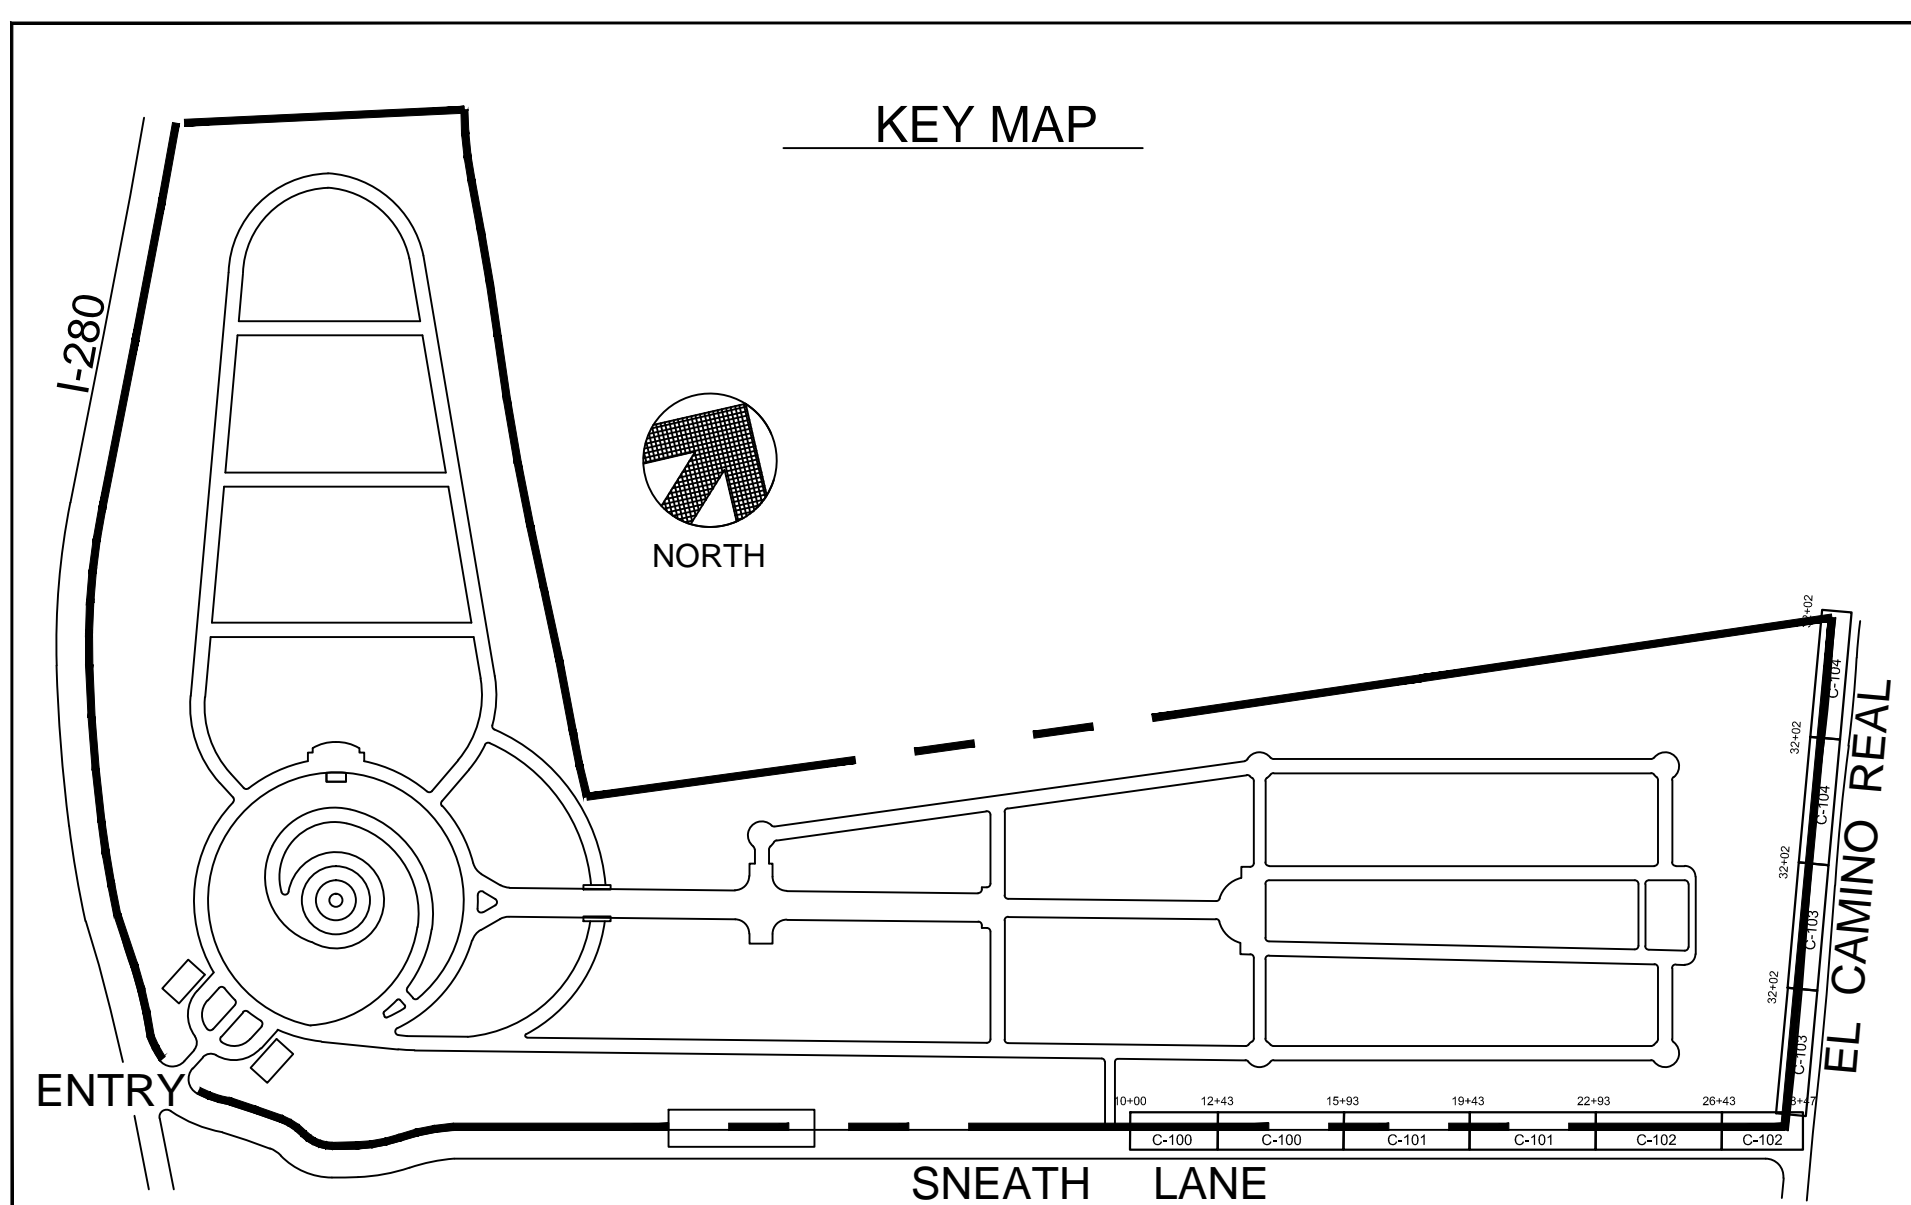 KEY MAP
I-280
NORTH
32+02
C-104
32+02
C-104
32+02
C-103
32+02
C-103
EL CAMINO REAL
ENTRY
10+00 12+43 15+93 19+43 22+93 26+43
C-100 C-100 C-101 C-101 C-102 C-102
SNEATH LANE